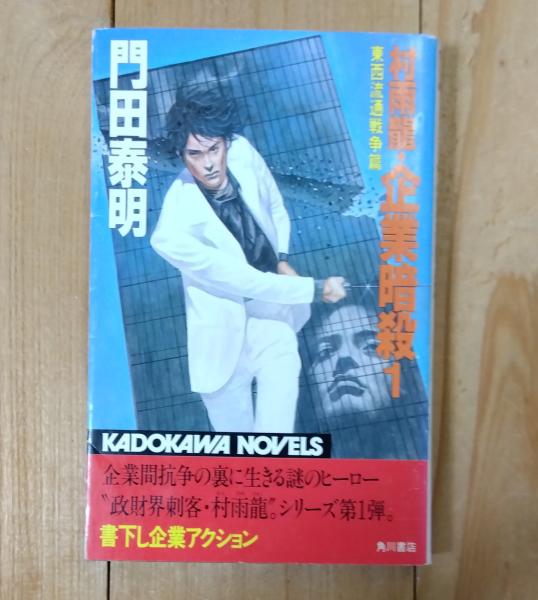 村雨龍・企業暗殺1
東西流通戦争篇
門田泰明
KADOKAWA NOVELS
企業間抗争の裏に生きる謎のヒーロー
〝政財界刺客・村雨龍〟。シリーズ第1弾。
書下し企業アクション
角川書店